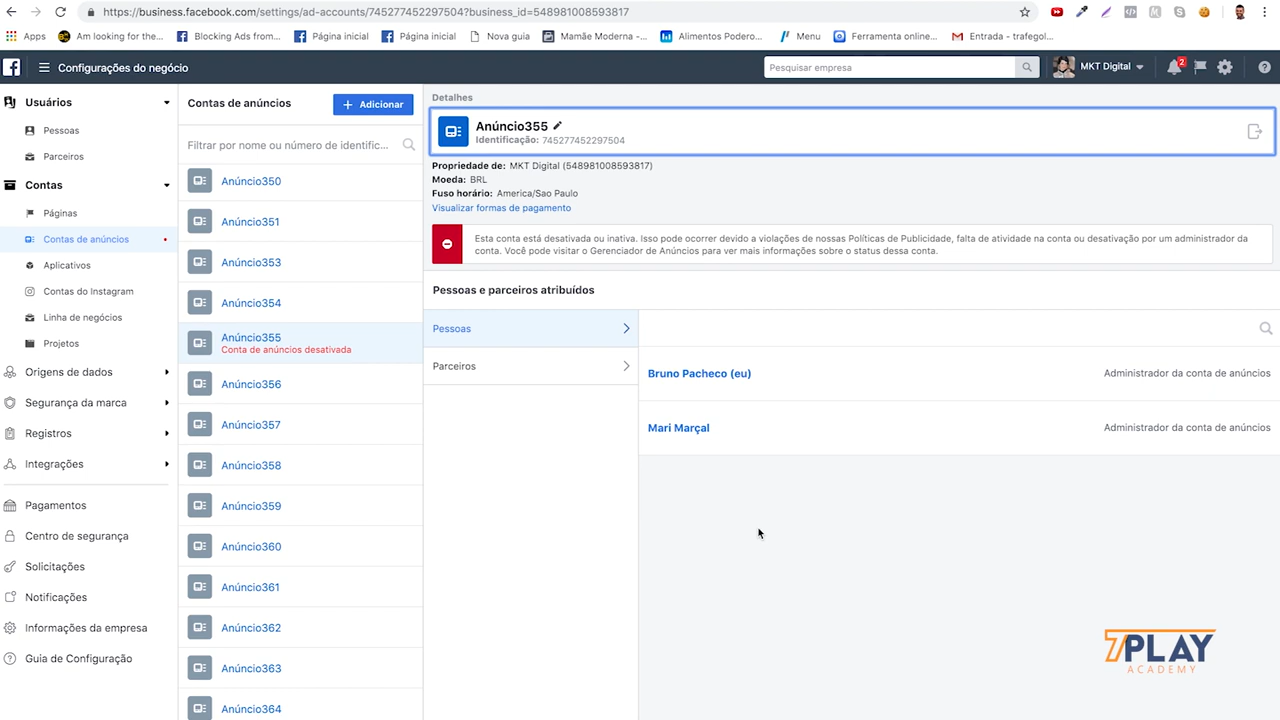 https://business.facebook.com/settings/ad-accounts/745277452297504?business_id=548981008593817
Apps
Am looking for the...
Blocking Ads from...
Página inicial
Página inicial
Nova guia
Mamãe Moderna -...
Alimentos Podero...
Menu
Ferramenta online...
Entrada - trafegol...
Configurações do negócio
Pesquisar empresa
MKT Digital
2
Usuários
Pessoas
Parceiros
Contas
Páginas
Contas de anúncios
Aplicativos
Contas do Instagram
Linha de negócios
Projetos
Origens de dados
Segurança da marca
Registros
Integrações
Pagamentos
Centro de segurança
Solicitações
Notificações
Informações da empresa
Guia de Configuração
Contas de anúncios
+ Adicionar
Filtrar por nome ou número de identific...
Anúncio350
Anúncio351
Anúncio353
Anúncio354
Anúncio355
Conta de anúncios desativada
Anúncio356
Anúncio357
Anúncio358
Anúncio359
Anúncio360
Anúncio361
Anúncio362
Anúncio363
Anúncio364
Detalhes
Anúncio355
Identificação: 745277452297504
Propriedade de: MKT Digital (548981008593817)
Moeda: BRL
Fuso horário: America/Sao Paulo
Visualizar formas de pagamento
Esta conta está desativada ou inativa. Isso pode ocorrer devido a violações de nossas Políticas de Publicidade, falta de atividade na conta ou desativação por um administrador da
conta. Você pode visitar o Gerenciador de Anúncios para ver mais informações sobre o status dessa conta.
Pessoas e parceiros atribuídos
Pessoas
Parceiros
Bruno Pacheco (eu)
Administrador da conta de anúncios
Mari Marçal
Administrador da conta de anúncios
7PLAY
ACADEMY